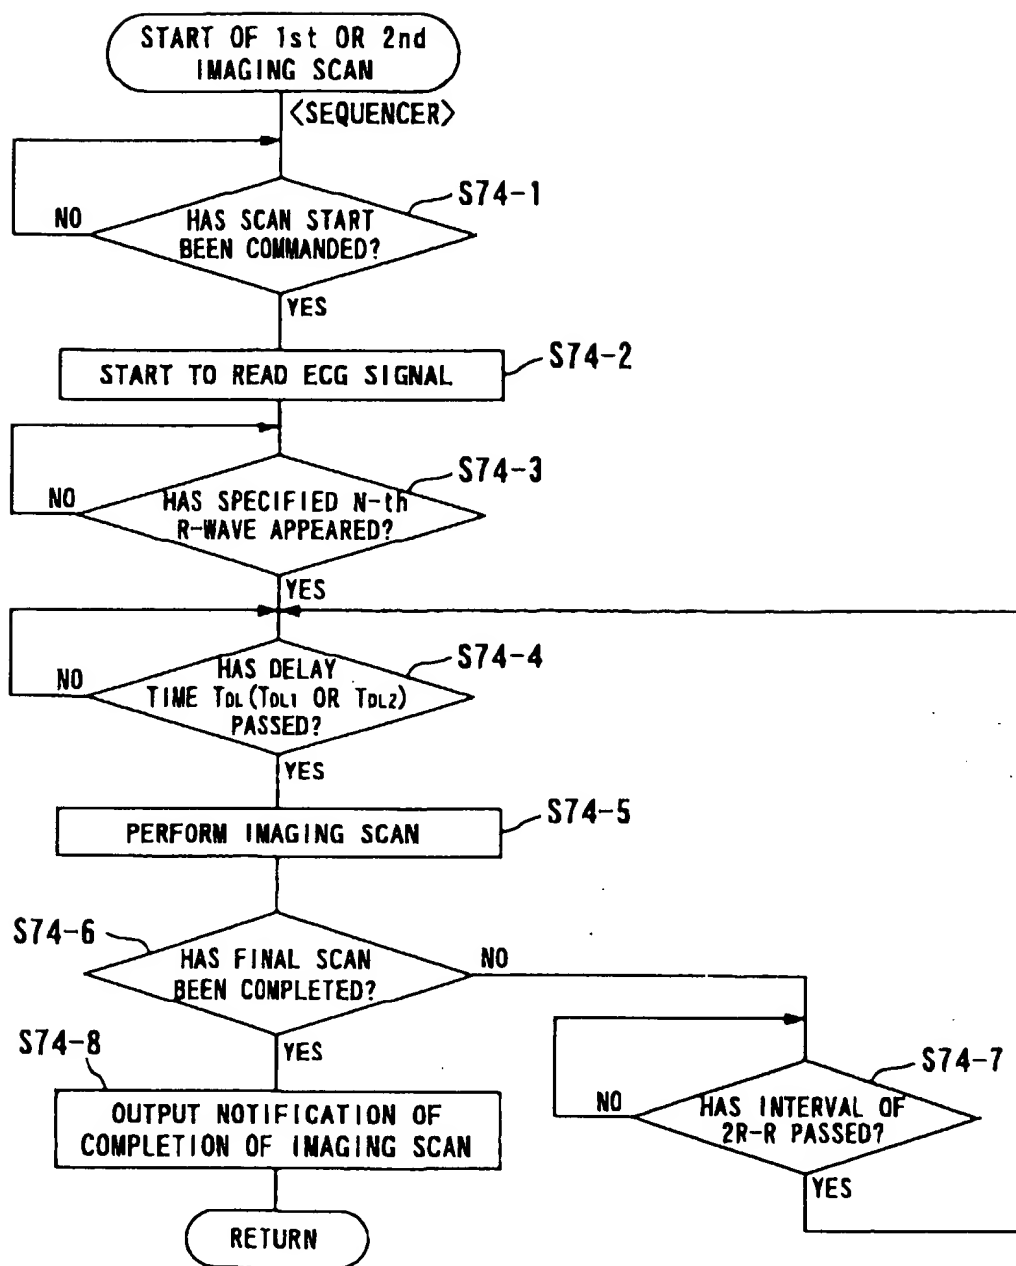 START OF 1st OR 2nd
IMAGING SCAN
<SEQUENCER>
S74-1
NO
HAS SCAN START
BEEN COMMANDED?
YES
S74-2
START TO READ ECG SIGNAL
S74-3
NO
HAS SPECIFIED N-th
R-WAVE APPEARED?
YES
S74-4
NO
HAS DELAY
TIME TDL(TDL1 OR TDL2)
PASSED?
YES
S74-5
PERFORM IMAGING SCAN
S74-6
NO
HAS FINAL SCAN
BEEN COMPLETED?
YES
S74-8
S74-7
OUTPUT NOTIFICATION OF
COMPLETION OF IMAGING SCAN
NO
HAS INTERVAL OF
2R-R PASSED?
YES
RETURN